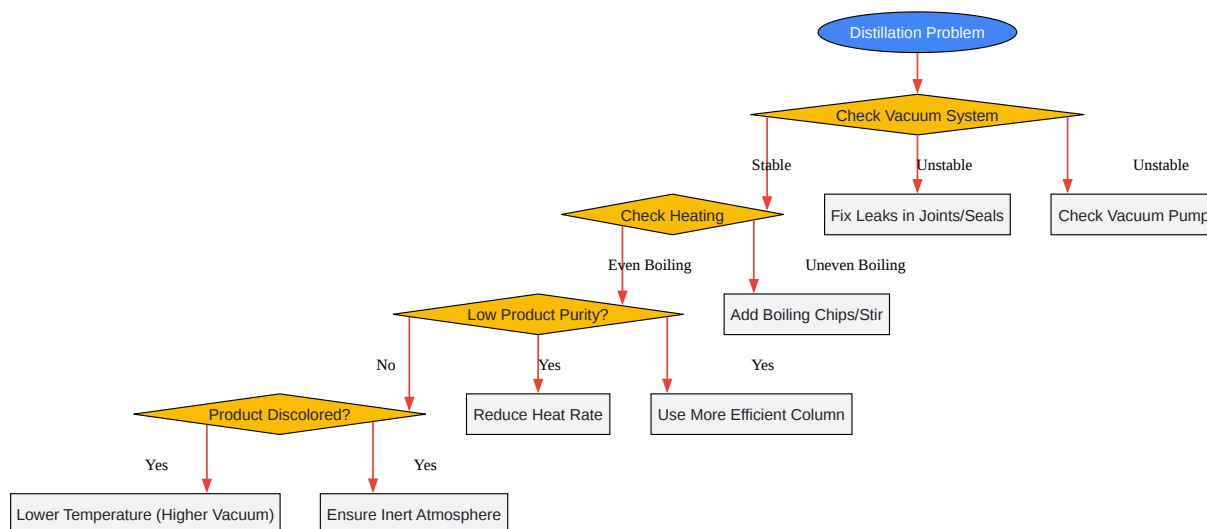 Distillation Problem
Check Vacuum System
Stable
Unstable
Unstable
Check Heating
Fix Leaks in Joints/Seals
Check Vacuum Pump
Even Boiling
Uneven Boiling
Low Product Purity?
Add Boiling Chips/Stir
No
Yes
Yes
Product Discolored?
Reduce Heat Rate
Use More Efficient Column
Yes
Yes
Lower Temperature (Higher Vacuum)
Ensure Inert Atmosphere